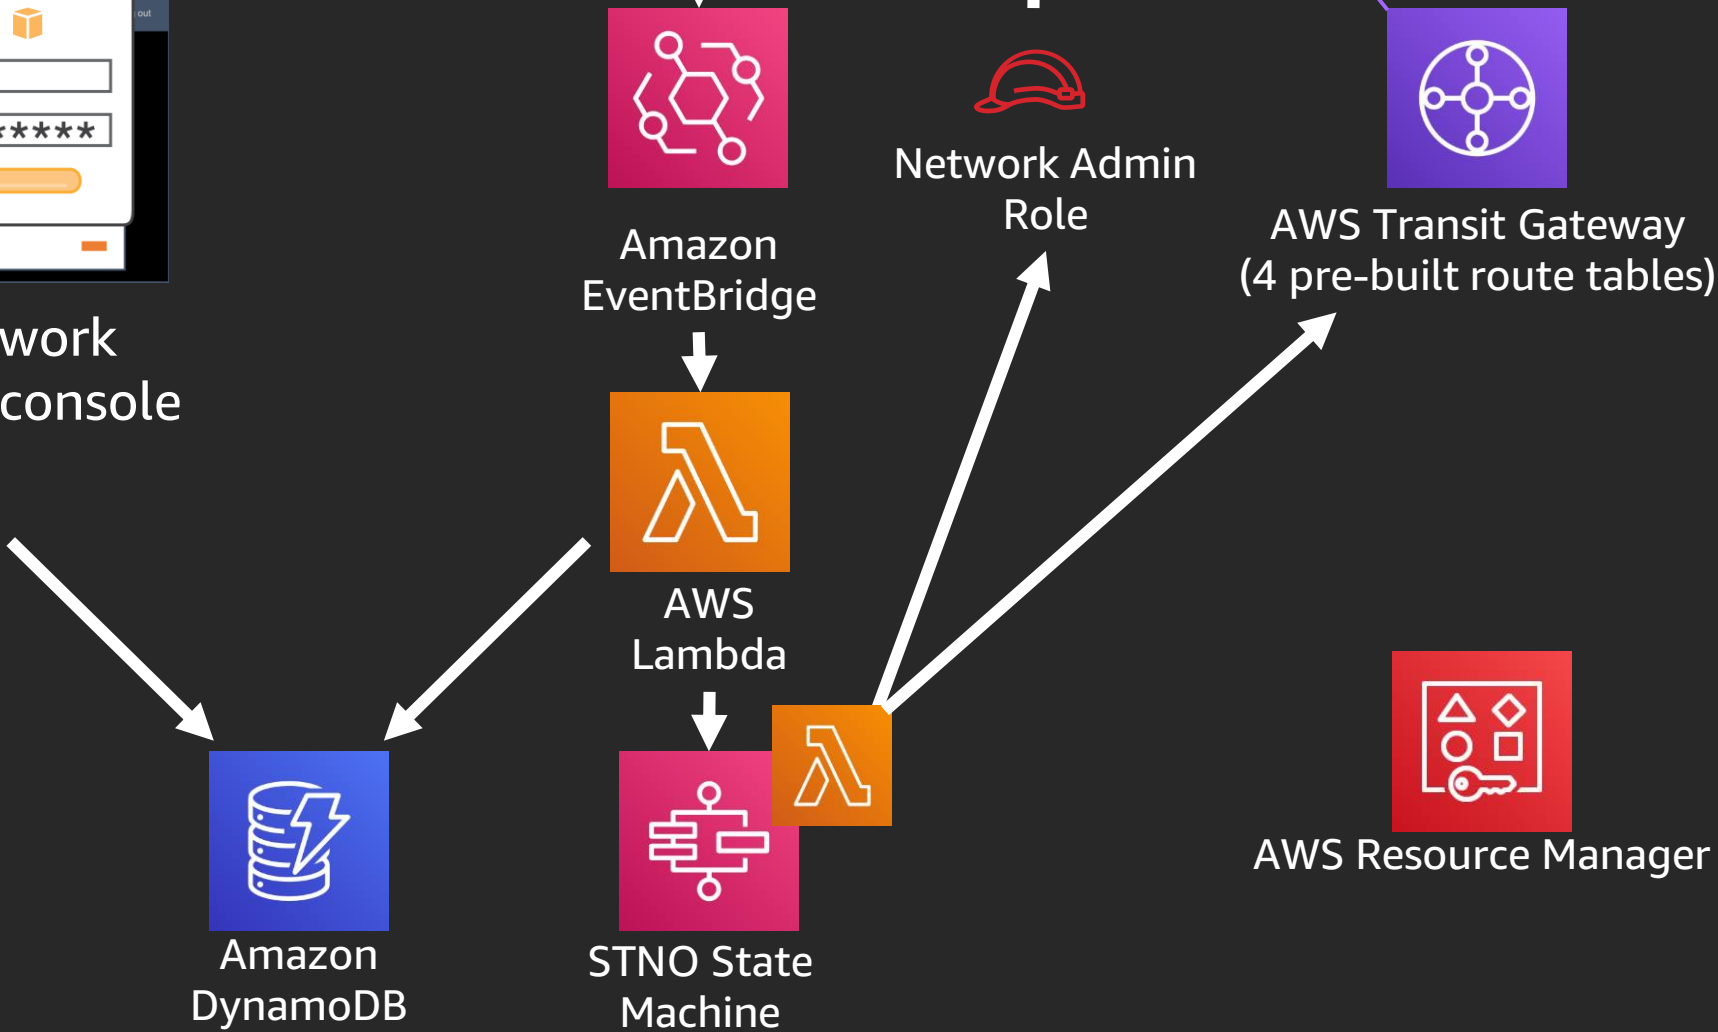 out
*****
work
console
Amazon
EventBridge
Network Admin
Role
AWS Transit Gateway
(4 pre-built route tables)
AWS
Lambda
Amazon
DynamoDB
STNO State
Machine
AWS Resource Manager